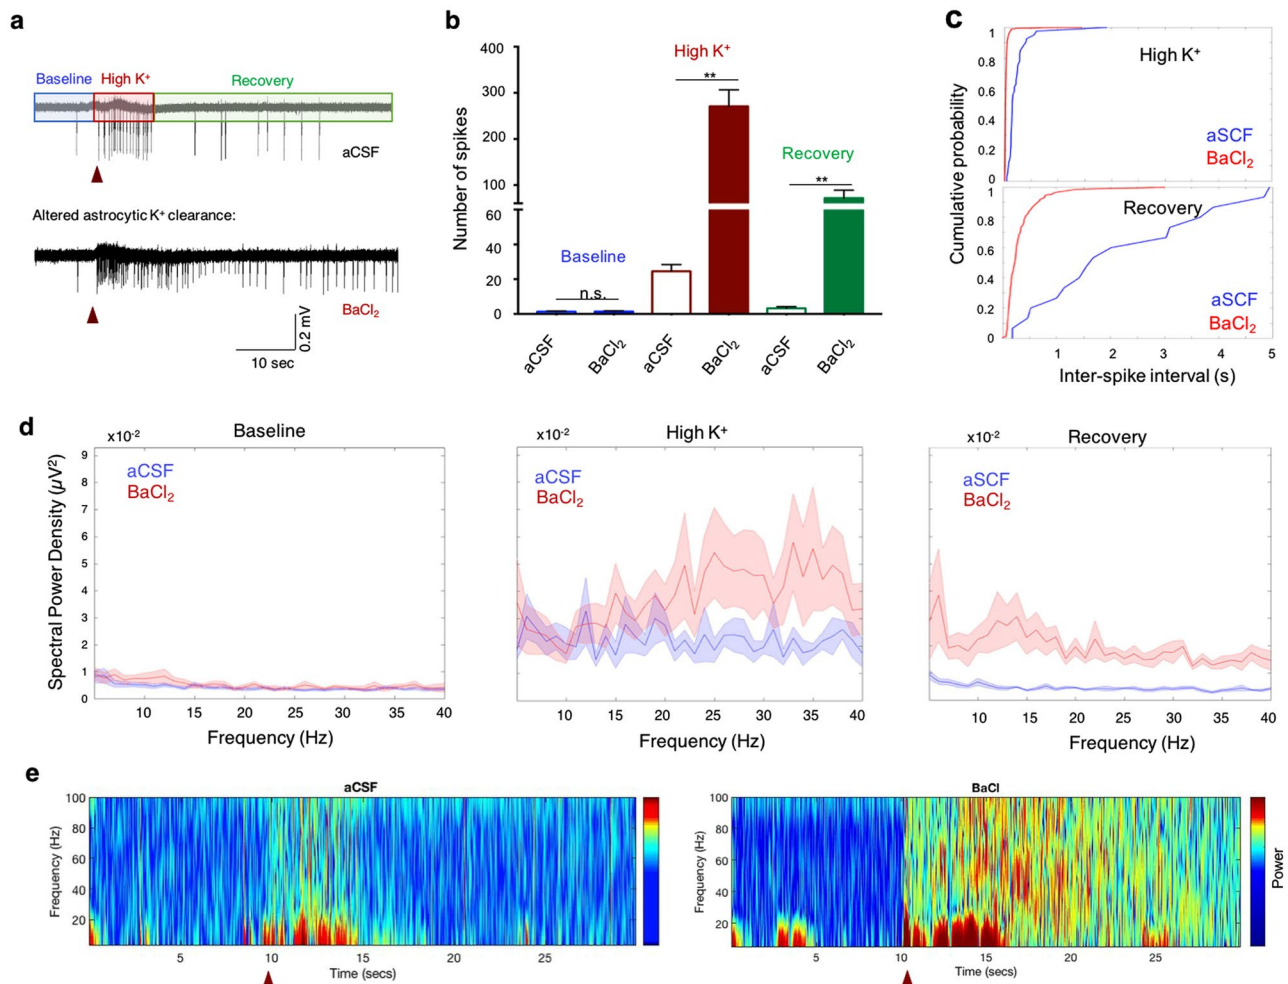 a
Baseline High K⁺ Recovery
aCSF
Altered astrocytic K⁺ clearance:
BaCl₂
0.2 mV
10 sec
b
Number of spikes
400
300
200
100
60
40
20
0
High K⁺
**
Recovery
**
Baseline
n.s.
aCSF BaCl₂ aCSF BaCl₂ aCSF BaCl₂
c
Cumulative probability
1
0.8
0.6
0.4
0.2
0
High K⁺
aSCF
BaCl₂
Cumulative probability
1
0.8
0.6
0.4
0.2
0
Recovery
aSCF
BaCl₂
1 2 3 4 5
Inter-spike interval (s)
d
Spectral Power Density (µV²)
x10⁻² Baseline
9
8
7
6
5
4
3
2
1
0
aCSF
BaCl₂
10 15 20 25 30 35 40
Frequency (Hz)
x10⁻² High K⁺
aCSF
BaCl₂
10 15 20 25 30 35 40
Frequency (Hz)
x10⁻² Recovery
aSCF
BaCl₂
10 15 20 25 30 35 40
Frequency (Hz)
e
aCSF
Frequency (Hz)
100
80
60
40
20
5 10 15 20 25
Time (secs)
BaCl
Frequency (Hz)
100
80
60
40
20
5 10 15 20 25
Time (secs)
Power